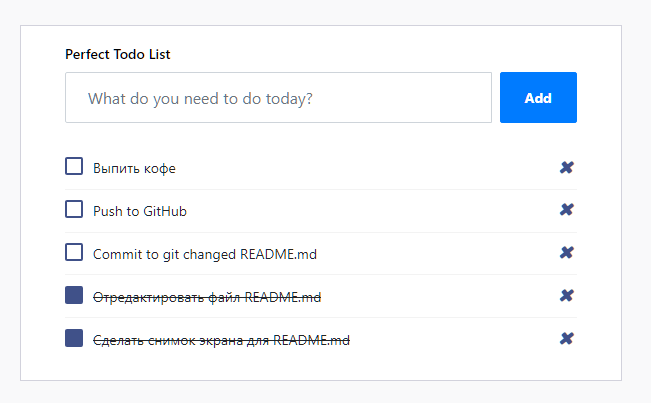 Perfect Todo List
What do you need to do today?
Add
Выпить кофе
Push to GitHub
Commit to git changed README.md
Отредактировать файл README.md
Сделать снимок экрана для README.md